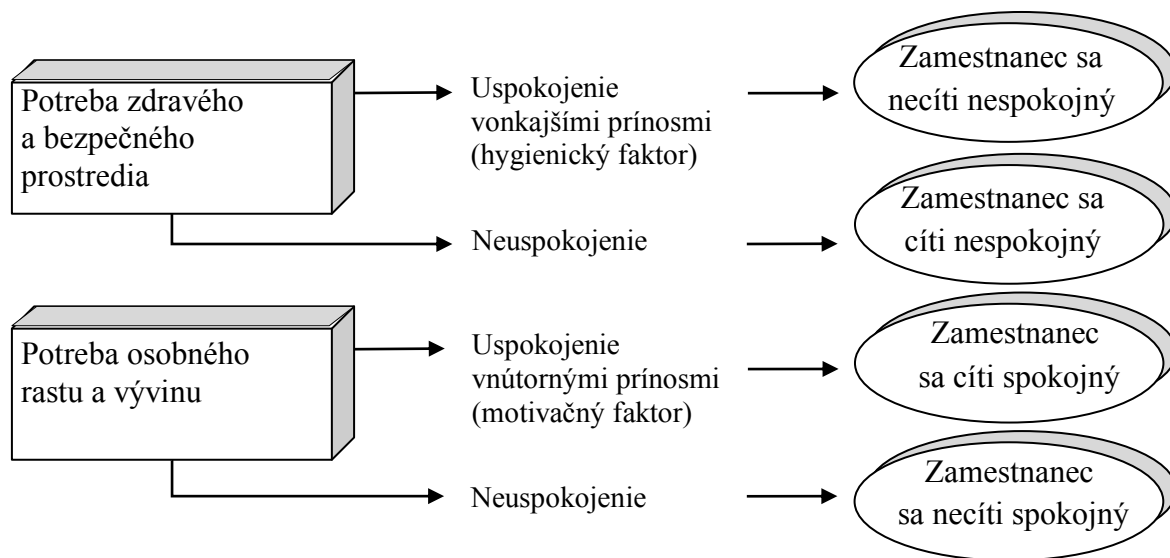 Potreba zdravého
a bezpečného
prostredia
Uspokojenie
vonkajšími prínosmi
(hygienický faktor)
Zamestnanec sa
necíti nespokojný
Neuspokojenie
Zamestnanec sa
cíti nespokojný
Potreba osobného
rastu a vývinu
Uspokojenie
vnútornými prínosmi
(motivačný faktor)
Zamestnanec
sa cíti spokojný
Neuspokojenie
Zamestnanec
sa necíti spokojný